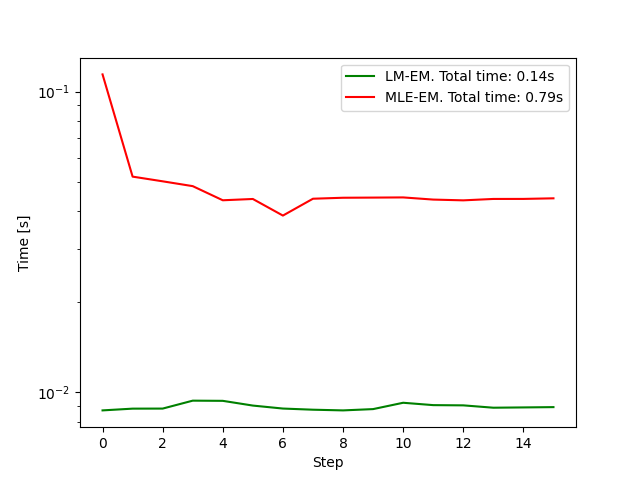 LM-EM. Total time: 0.14s
MLE-EM. Total time: 0.79s
10⁻¹
10⁻²
Time [s]
0 2 4 6 8 10 12 14
Step